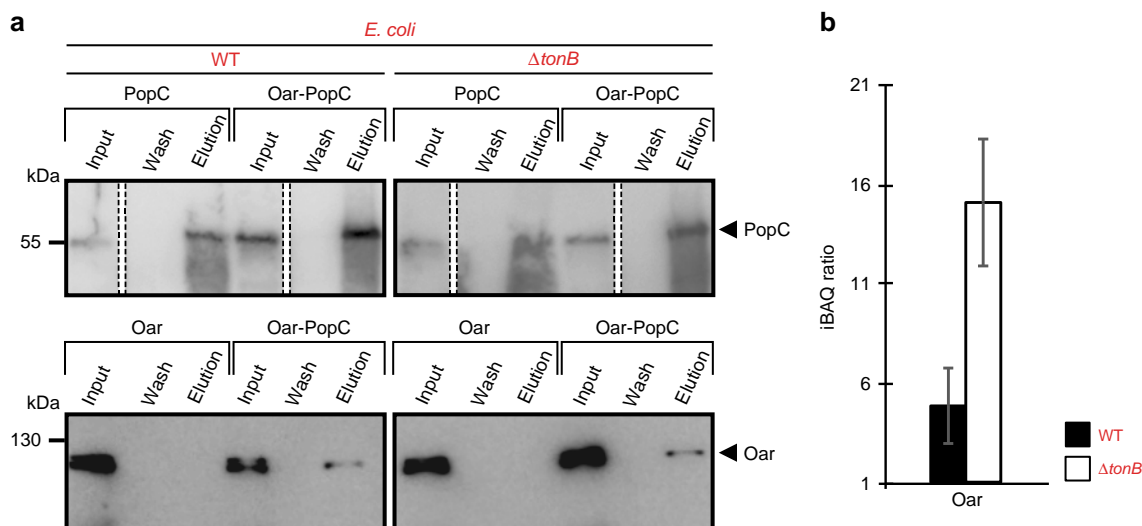 a
E. coli
WT ΔtonB
PopC Oar-PopC PopC Oar-PopC
Input Wash Elution Input Wash Elution Input Wash Elution Input Wash Elution
kDa
55
PopC
Oar Oar-PopC Oar Oar-PopC
Input Wash Elution Input Wash Elution Input Wash Elution Input Wash Elution
kDa
130
Oar
b
21
16
11
6
1
iBAQ ratio
Oar
WT
ΔtonB